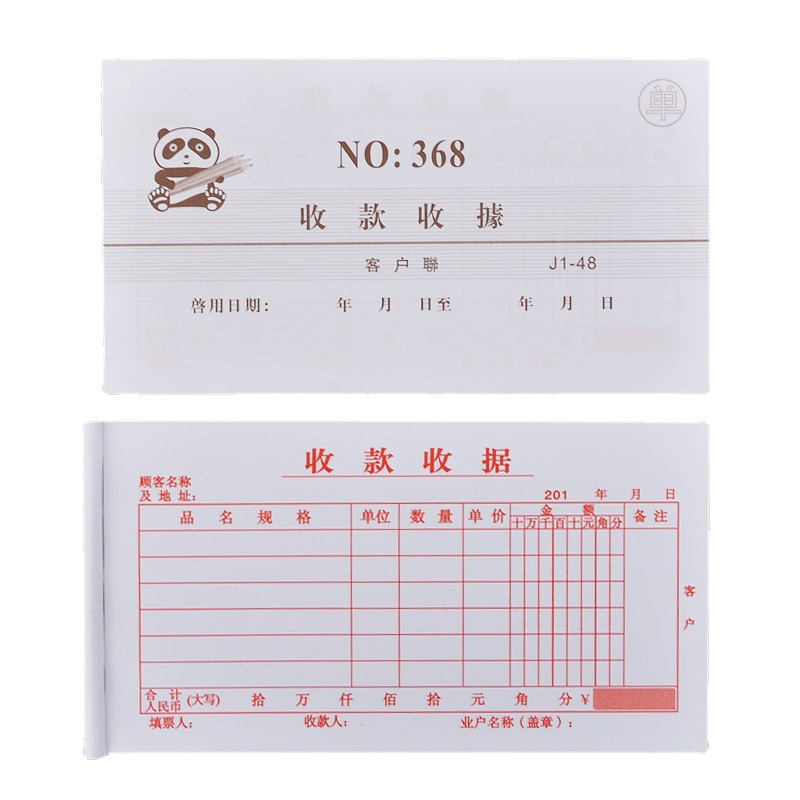 单
NO: 368
收款收據
客户聯 J1-48
啓用日期： 年 月 日至 年 月 日
收款收据
顾客名称
及地址：
201 年 月 日
品名规格 单位 数量 单价 金额 备注
十万千百十元角分
客户
合计
人民币
(大写) 拾 万 仟 佰 拾 元 角 分 ¥
填票人： 收款人： 业户名称（盖章）：